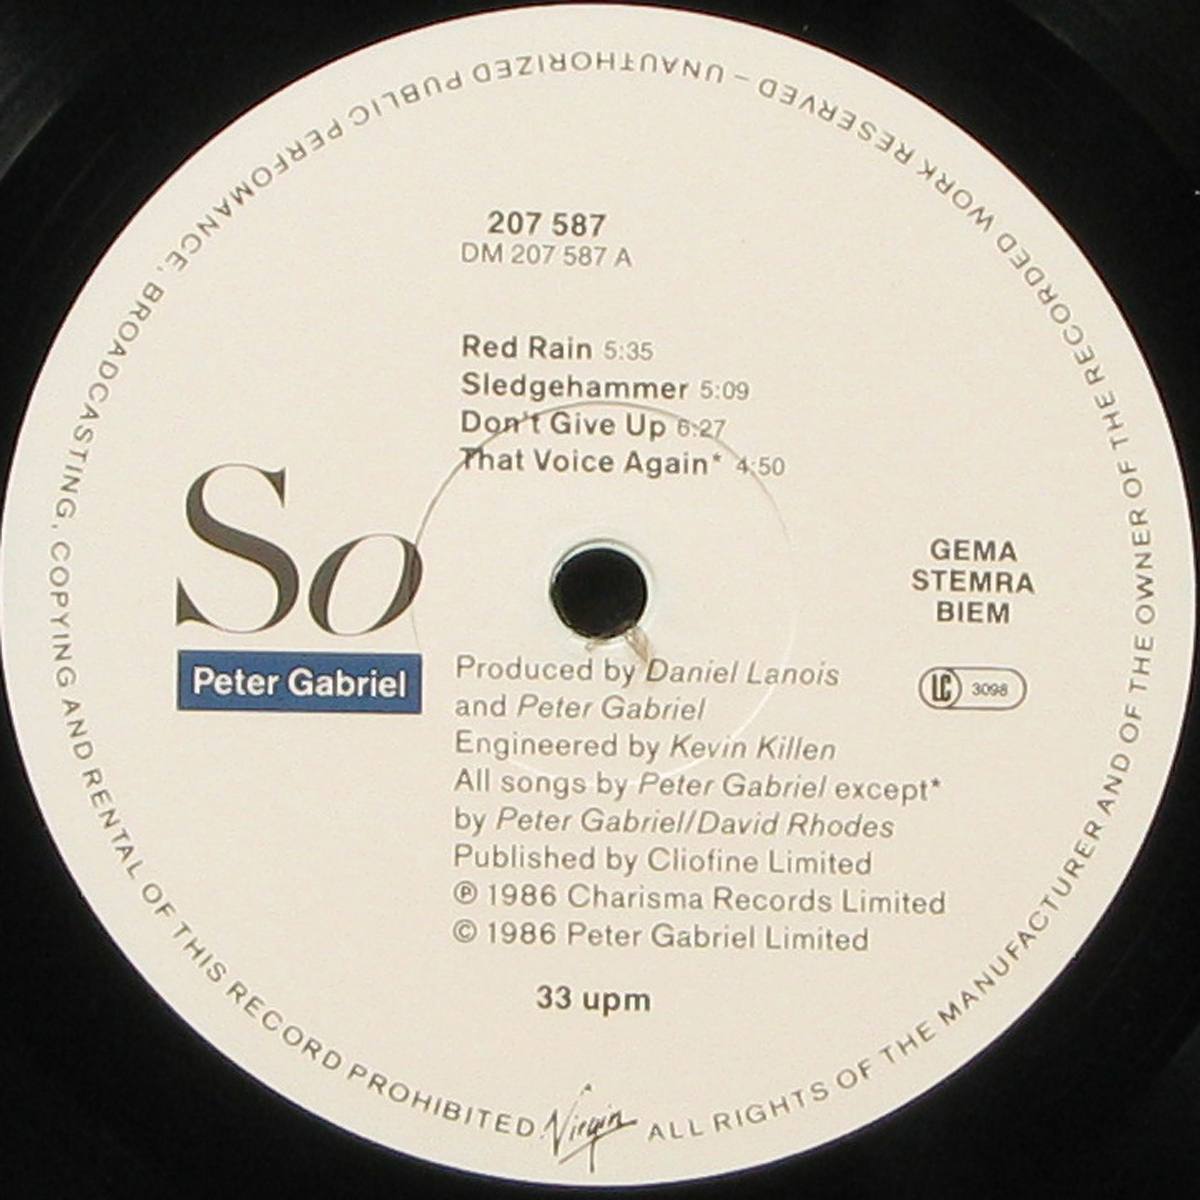 207 587
DM 207 587 A
Red Rain 5:35
Sledgehammer 5:09
Don't Give Up 6:27
That Voice Again* 4:50
So
Peter Gabriel
GEMA
STEMRA
BIEM
LC 3098
Produced by Daniel Lanois
and Peter Gabriel
Engineered by Kevin Killen
All songs by Peter Gabriel except*
by Peter Gabriel/David Rhodes
Published by Cliofine Limited
℗ 1986 Charisma Records Limited
© 1986 Peter Gabriel Limited
33 upm
Virgin
ALL RIGHTS OF THE MANUFACTURER AND OF THE OWNER OF THE RECORDED WORK RESERVED – UNAUTHORIZED PUBLIC PERFOMANCE, BROADCASTING, COPYING AND RENTAL OF THIS RECORD PROHIBITED